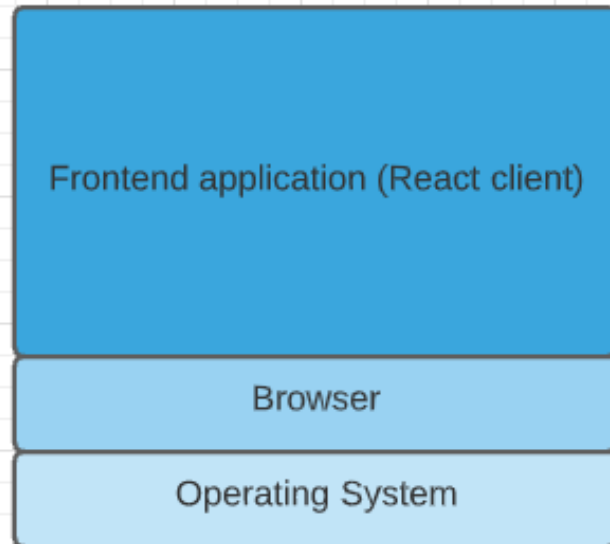 Frontend application (React client)
Browser
Operating System